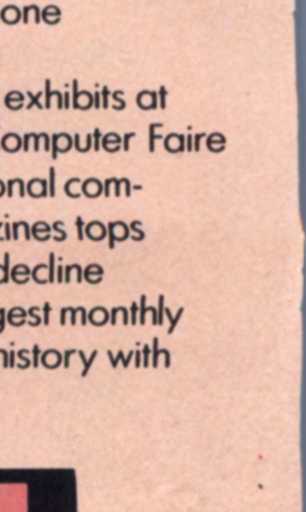 one
exhibits at
omputer Faire
onal com-
zines tops
decline
gest monthly
history with